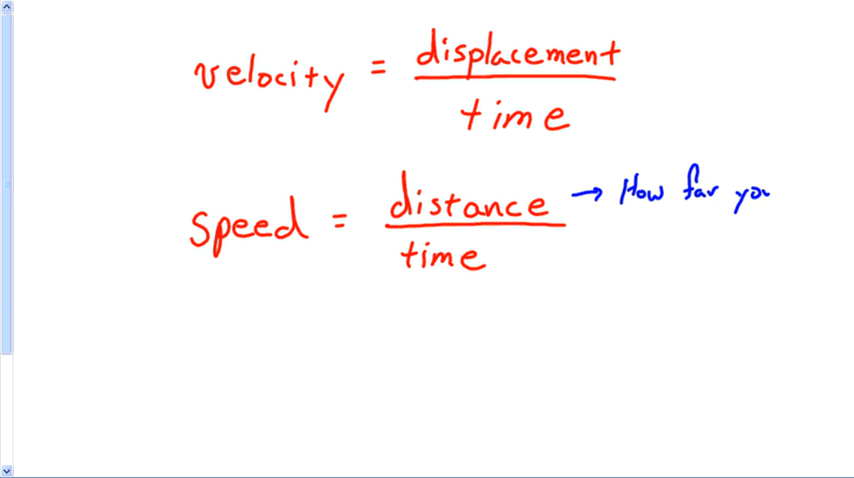 velocity = displacement
time
speed = distance → How far you
time